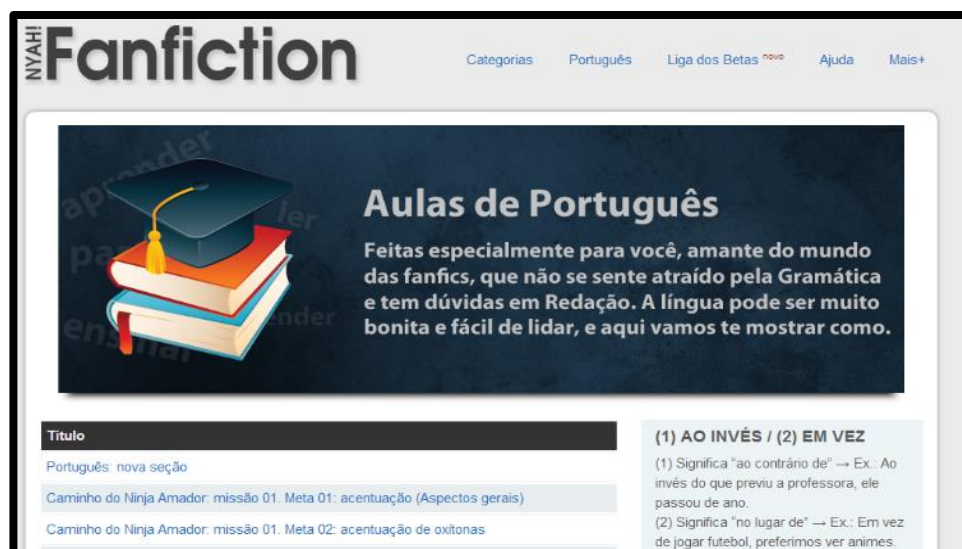 NYAH!
Fanfiction
Categorias Português Liga dos Betas novo Ajuda Mais+
aprender
ler
ensinar
Aulas de Português
Feitas especialmente para você, amante do mundo
das fanfics, que não se sente atraído pela Gramática
e tem dúvidas em Redação. A língua pode ser muito
bonita e fácil de lidar, e aqui vamos te mostrar como.
Título
Português: nova seção
Caminho do Ninja Amador: missão 01. Meta 01: acentuação (Aspectos gerais)
Caminho do Ninja Amador: missão 01. Meta 02: acentuação de oxítonas
(1) AO INVÉS / (2) EM VEZ
(1) Significa “ao contrário de” → Ex.: Ao
invés do que previu a professora, ele
passou de ano.
(2) Significa “no lugar de” → Ex.: Em vez
de jogar futebol, preferimos ver animes.